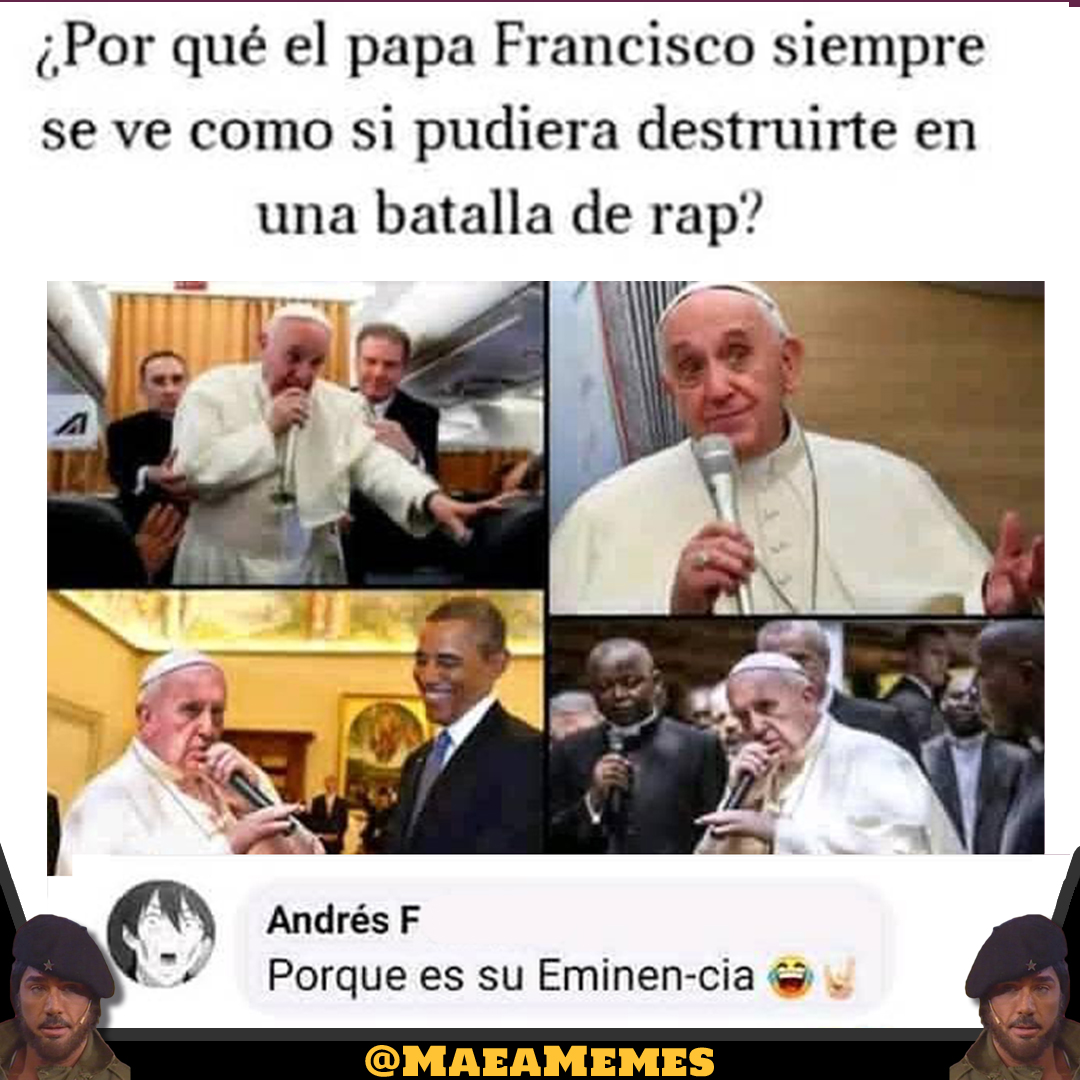 ¿Por qué el papa Francisco siempre
se ve como si pudiera destruirte en
una batalla de rap?
Andrés F
Porque es su Eminen-cia 😂🤘🏻
@MaeaMemes